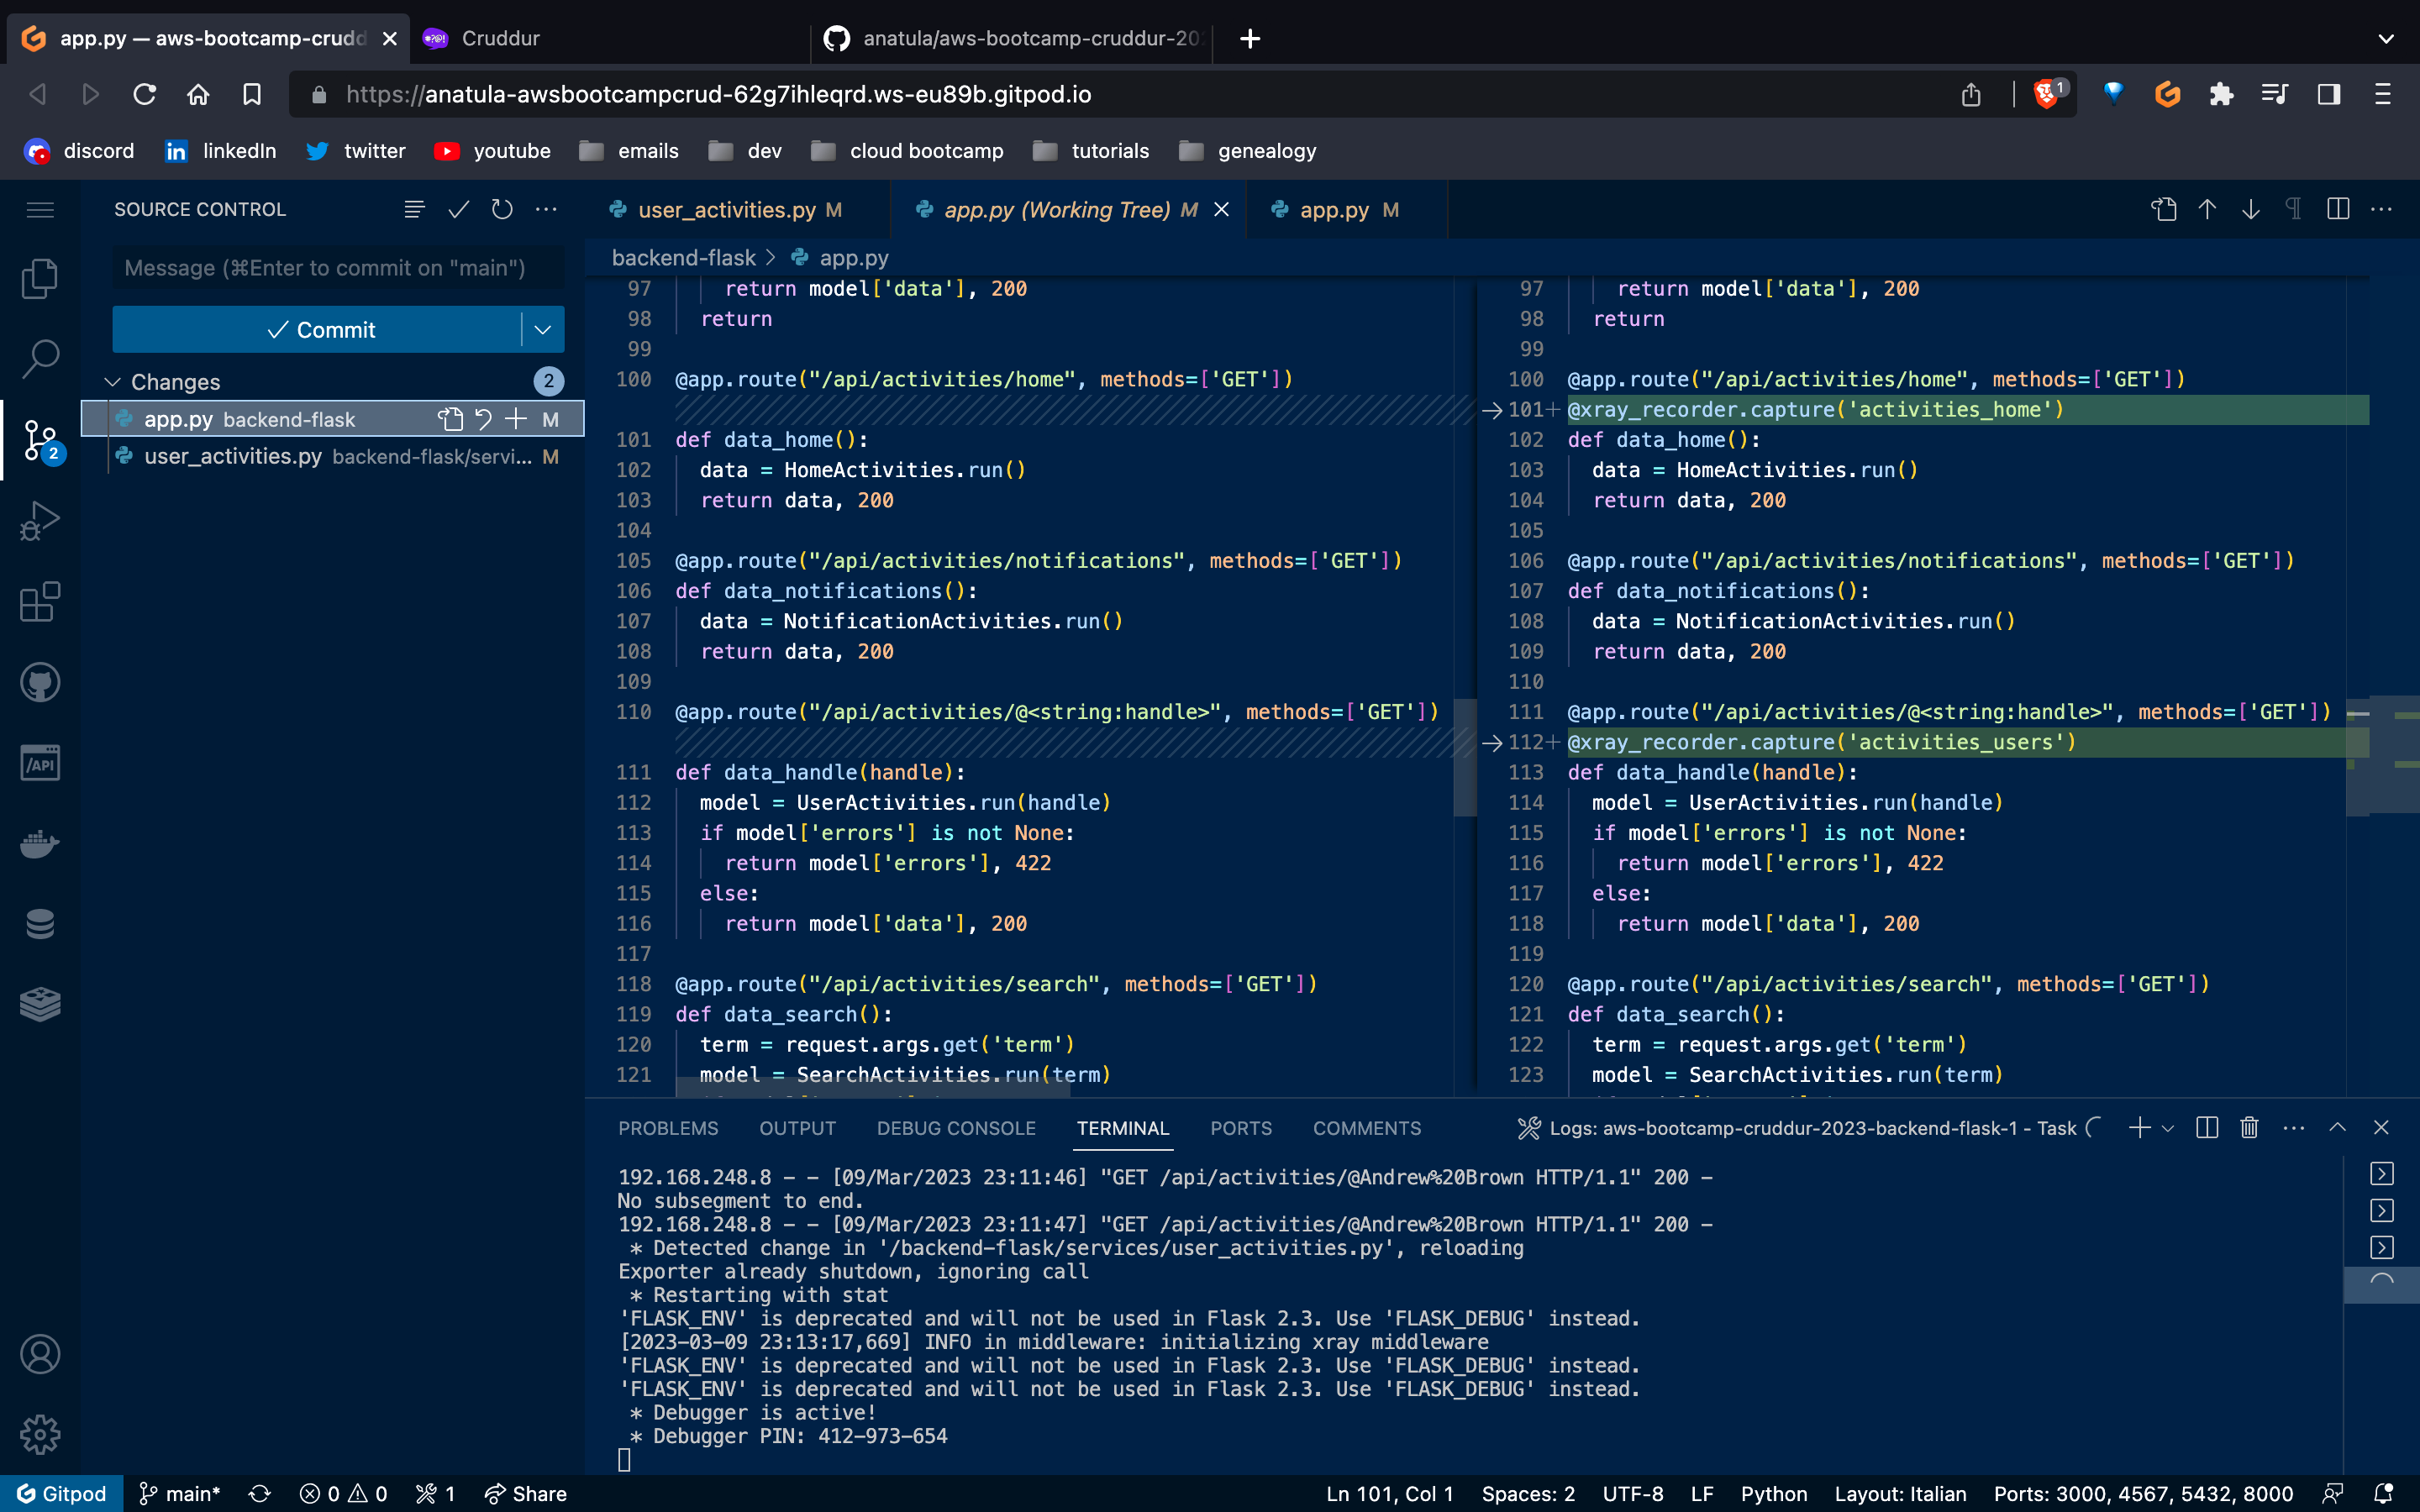 app.py — aws-bootcamp-crudd
Cruddur
anatula/aws-bootcamp-cruddur-20
https://anatula-awsbootcampcrud-62g7ihleqrd.ws-eu89b.gitpod.io
1
discord
linkedIn
twitter
youtube
emails
dev
cloud bootcamp
tutorials
genealogy
SOURCE CONTROL
Message (⌘Enter to commit on "main")
Commit
Changes
2
app.py backend-flask M
user_activities.py backend-flask/servi... M
2
/API
user_activities.py M
app.py (Working Tree) M
app.py M
backend-flask > app.py
97 return model['data'], 200
98 return
99
100 @app.route("/api/activities/home", methods=['GET'])
101 def data_home():
102 data = HomeActivities.run()
103 return data, 200
104
105 @app.route("/api/activities/notifications", methods=['GET'])
106 def data_notifications():
107 data = NotificationActivities.run()
108 return data, 200
109
110 @app.route("/api/activities/@<string:handle>", methods=['GET'])
111 def data_handle(handle):
112 model = UserActivities.run(handle)
113 if model['errors'] is not None:
114 return model['errors'], 422
115 else:
116 return model['data'], 200
117
118 @app.route("/api/activities/search", methods=['GET'])
119 def data_search():
120 term = request.args.get('term')
121 model = SearchActivities.run(term)
97 return model['data'], 200
98 return
99
100 @app.route("/api/activities/home", methods=['GET'])
101+ @xray_recorder.capture('activities_home')
102 def data_home():
103 data = HomeActivities.run()
104 return data, 200
105
106 @app.route("/api/activities/notifications", methods=['GET'])
107 def data_notifications():
108 data = NotificationActivities.run()
109 return data, 200
110
111 @app.route("/api/activities/@<string:handle>", methods=['GET'])
112+ @xray_recorder.capture('activities_users')
113 def data_handle(handle):
114 model = UserActivities.run(handle)
115 if model['errors'] is not None:
116 return model['errors'], 422
117 else:
118 return model['data'], 200
119
120 @app.route("/api/activities/search", methods=['GET'])
121 def data_search():
122 term = request.args.get('term')
123 model = SearchActivities.run(term)
PROBLEMS OUTPUT DEBUG CONSOLE TERMINAL PORTS COMMENTS
Logs: aws-bootcamp-cruddur-2023-backend-flask-1 - Task
192.168.248.8 - - [09/Mar/2023 23:11:46] "GET /api/activities/@Andrew%20Brown HTTP/1.1" 200 -
No subsegment to end.
192.168.248.8 - - [09/Mar/2023 23:11:47] "GET /api/activities/@Andrew%20Brown HTTP/1.1" 200 -
* Detected change in '/backend-flask/services/user_activities.py', reloading
Exporter already shutdown, ignoring call
* Restarting with stat
'FLASK_ENV' is deprecated and will not be used in Flask 2.3. Use 'FLASK_DEBUG' instead.
[2023-03-09 23:13:17,669] INFO in middleware: initializing xray middleware
'FLASK_ENV' is deprecated and will not be used in Flask 2.3. Use 'FLASK_DEBUG' instead.
'FLASK_ENV' is deprecated and will not be used in Flask 2.3. Use 'FLASK_DEBUG' instead.
* Debugger is active!
* Debugger PIN: 412-973-654
Gitpod main* 0 0 1 Share
Ln 101, Col 1 Spaces: 2 UTF-8 LF Python Layout: Italian Ports: 3000, 4567, 5432, 8000